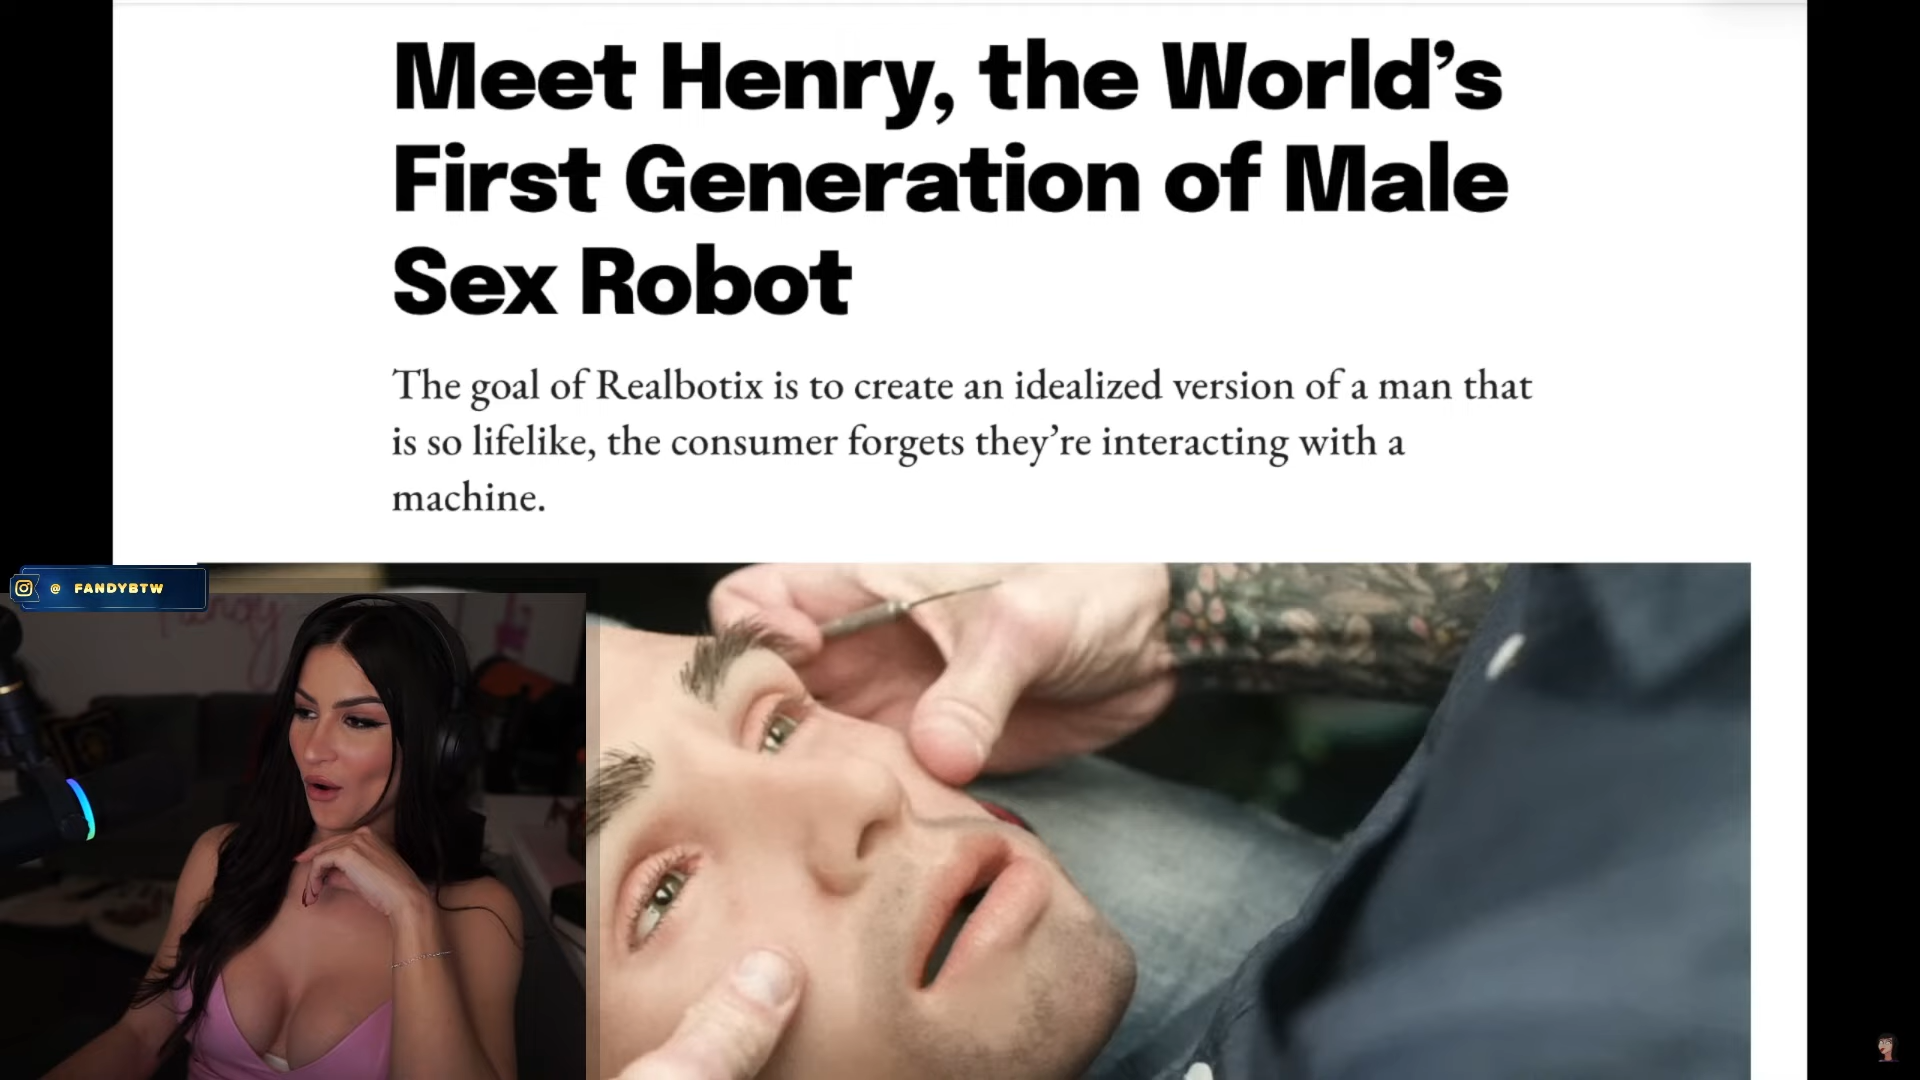 Meet Henry, the World’s
First Generation of Male
Sex Robot
The goal of Realbotix is to create an idealized version of a man that
is so lifelike, the consumer forgets they’re interacting with a
machine.
@ FANDYBTW